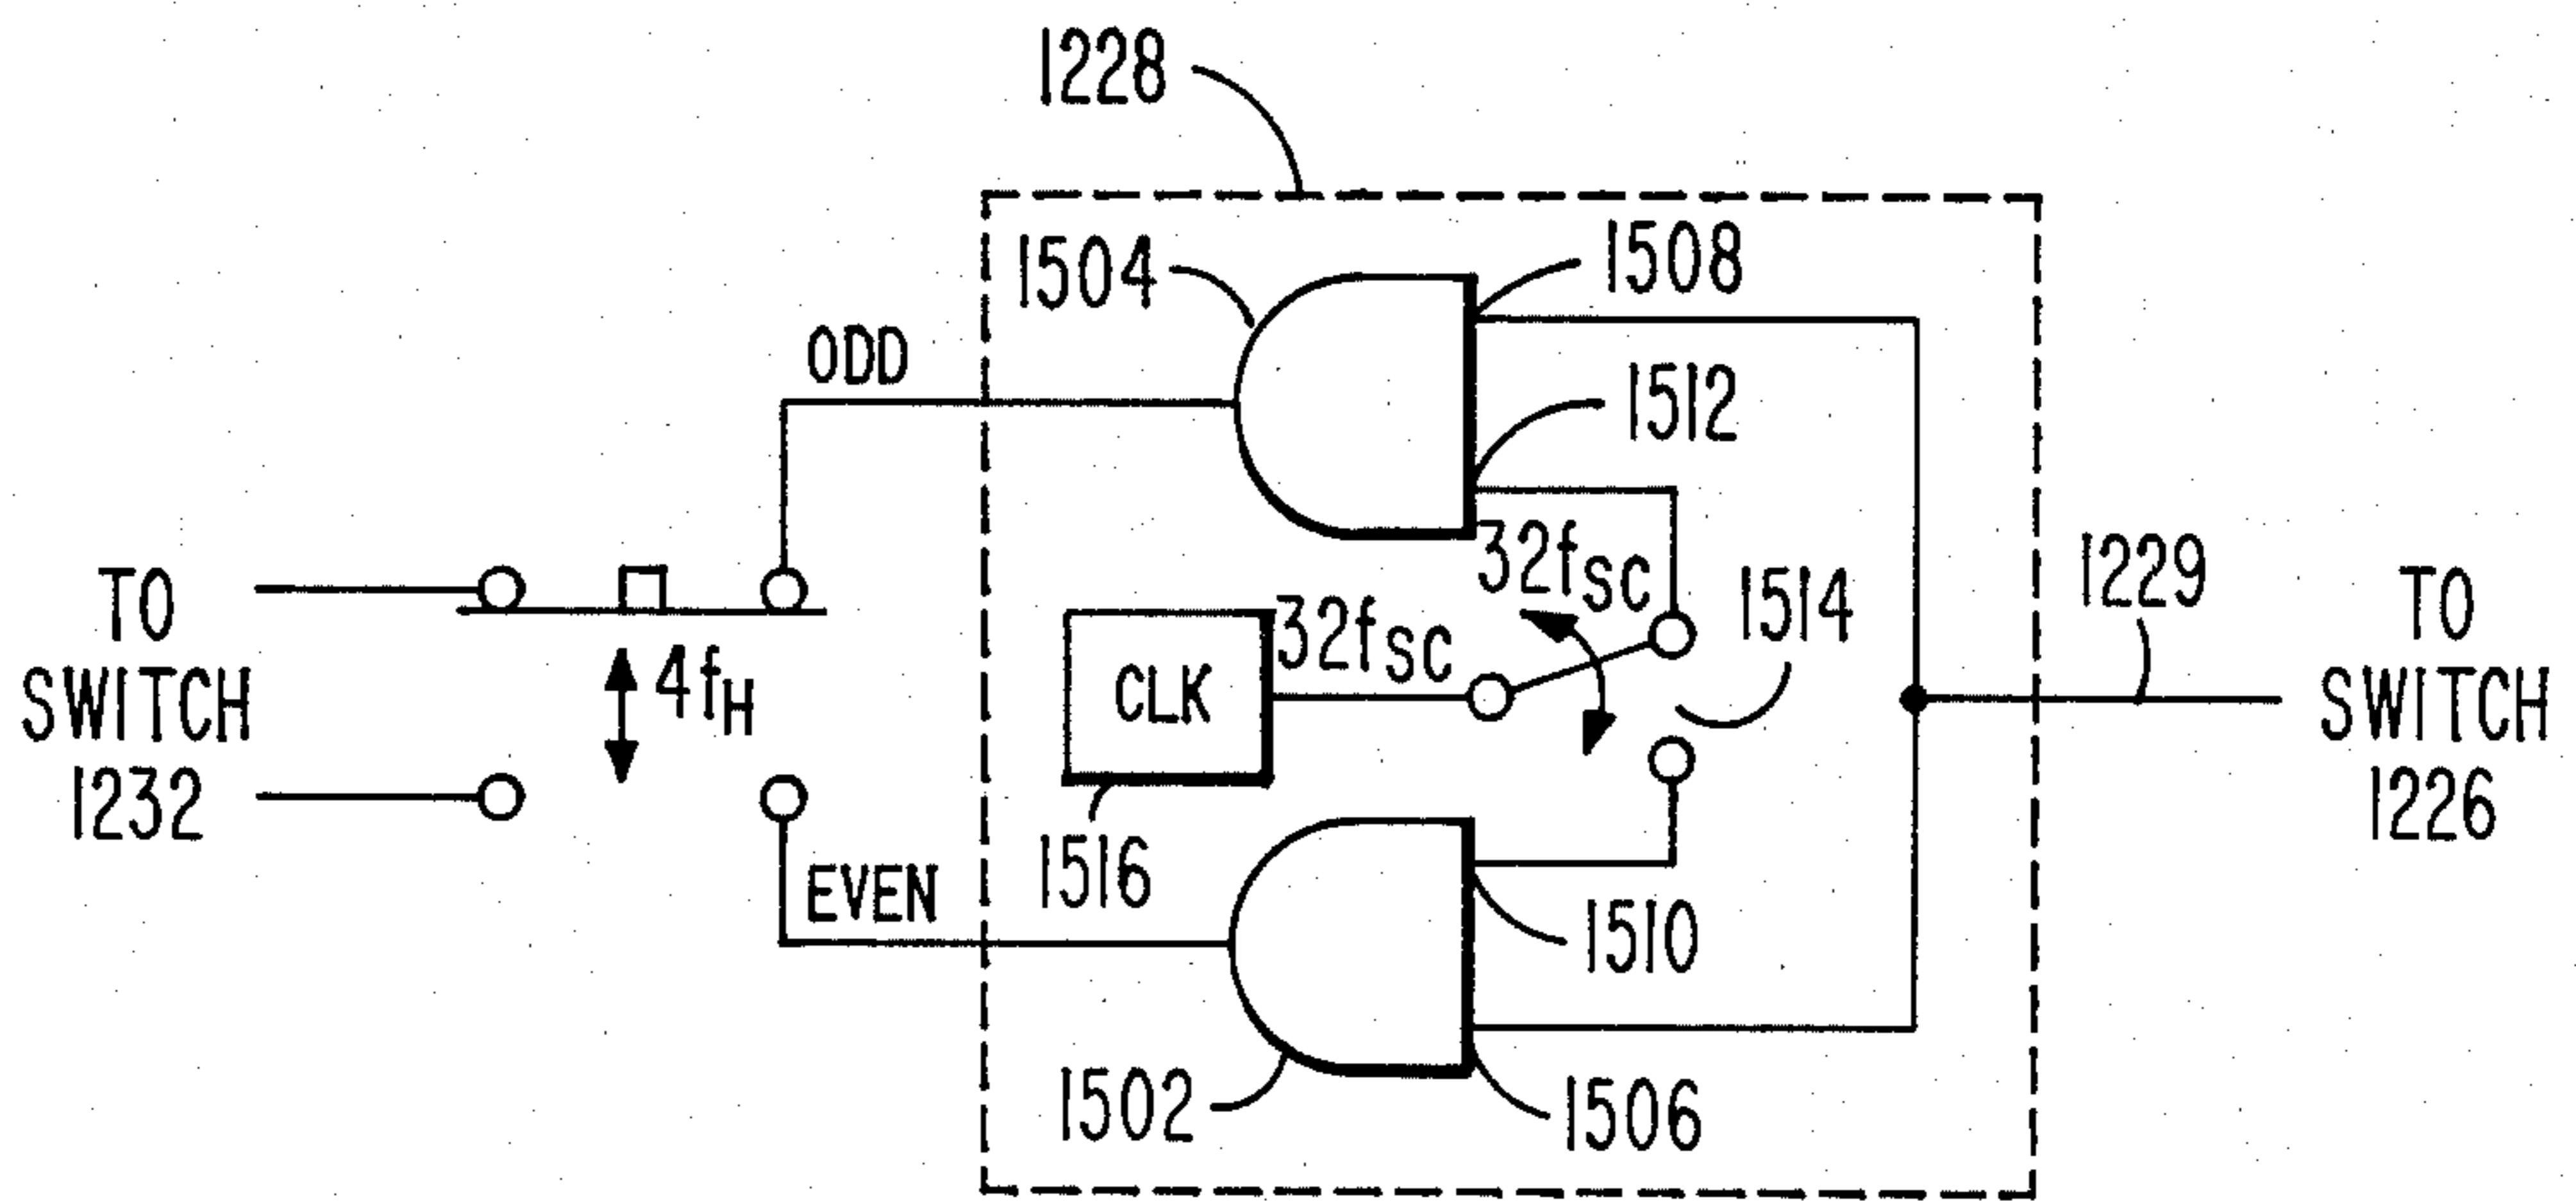 1228
1504
1508
ODD
1512
32fSC
1229
TO
SWITCH
1232
4fH
CLK
32fSC
1514
TO
SWITCH
1226
1516
EVEN
1510
1502
1506